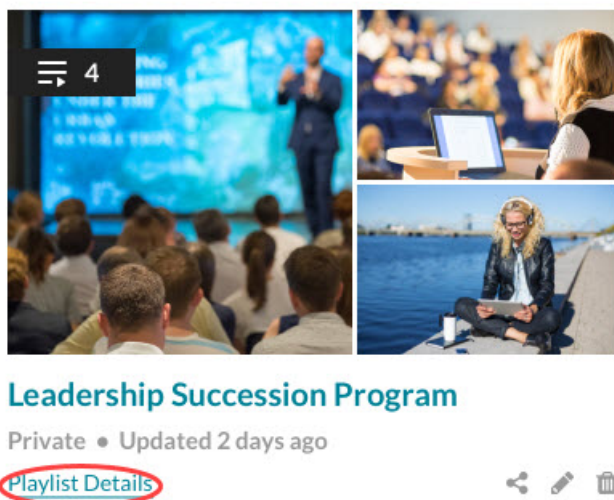 4
Leadership Succession Program
Private • Updated 2 days ago
Playlist Details